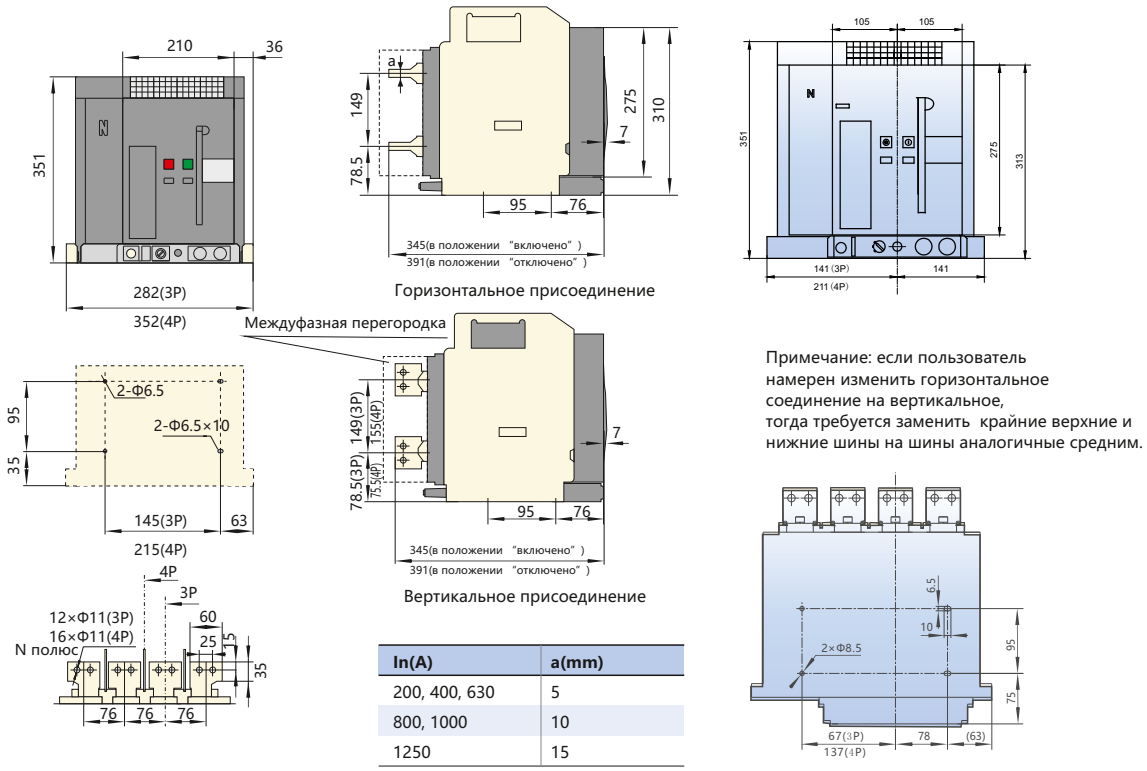 210
36
351
282(3P)
352(4P)
a
149
78.5
275
310
7
95
76
345(в положении “включено” )
391(в положении “отключено” )
Горизонтальное присоединение
105
105
N
351
275
313
141 (3P)
141
211 (4P)
Междуфазная перегородка
2-Ф6.5
2-Ф6.5×10
95
35
145(3P)
63
215(4P)
149(3P)
155(4P)
78.5(3P)
75.5(4P)
7
95
76
345(в положении “включено” )
391(в положении “отключено” )
Вертикальное присоединение
Примечание: если пользователь
намерен изменить горизонтальное
соединение на вертикальное,
тогда требуется заменить крайние верхние и
нижние шины на шины аналогичные средним.
4P
3P
12×Ф11(3P)
16×Ф11(4P)
N полюс
60
25
15
35
76
76
76
In(A) a(mm)
200, 400, 630 5
800, 1000 10
1250 15
6.5
10
2×Ф8.5
95
75
67(3P)
78
(63)
137(4P)